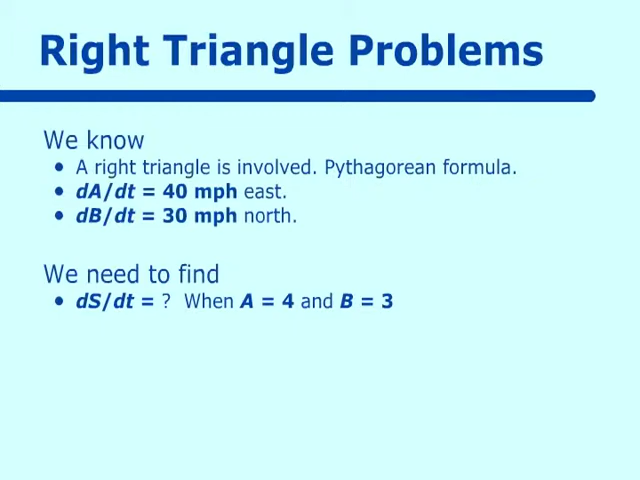 Right Triangle Problems
We know
• A right triangle is involved. Pythagorean formula.
• dA/dt = 40 mph east.
• dB/dt = 30 mph north.
We need to find
• dS/dt = ? When A = 4 and B = 3